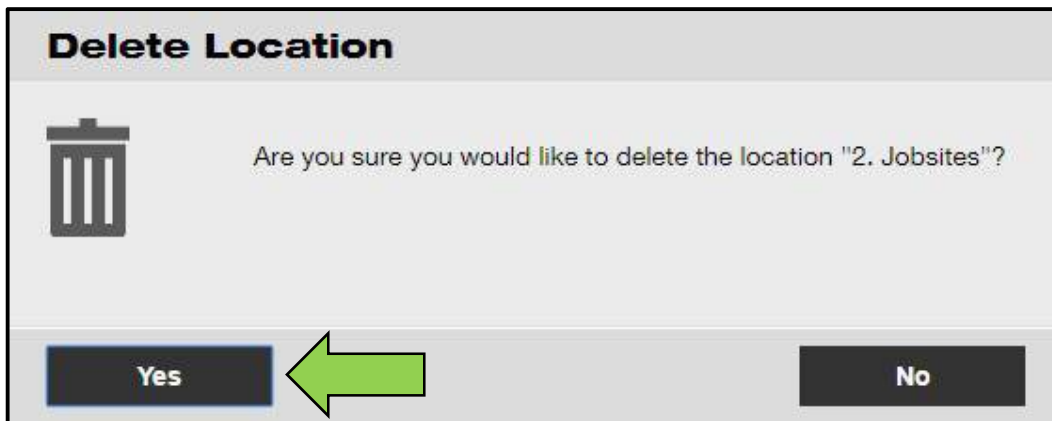 Delete Location
Are you sure you would like to delete the location "2. Jobsites"?
Yes
No